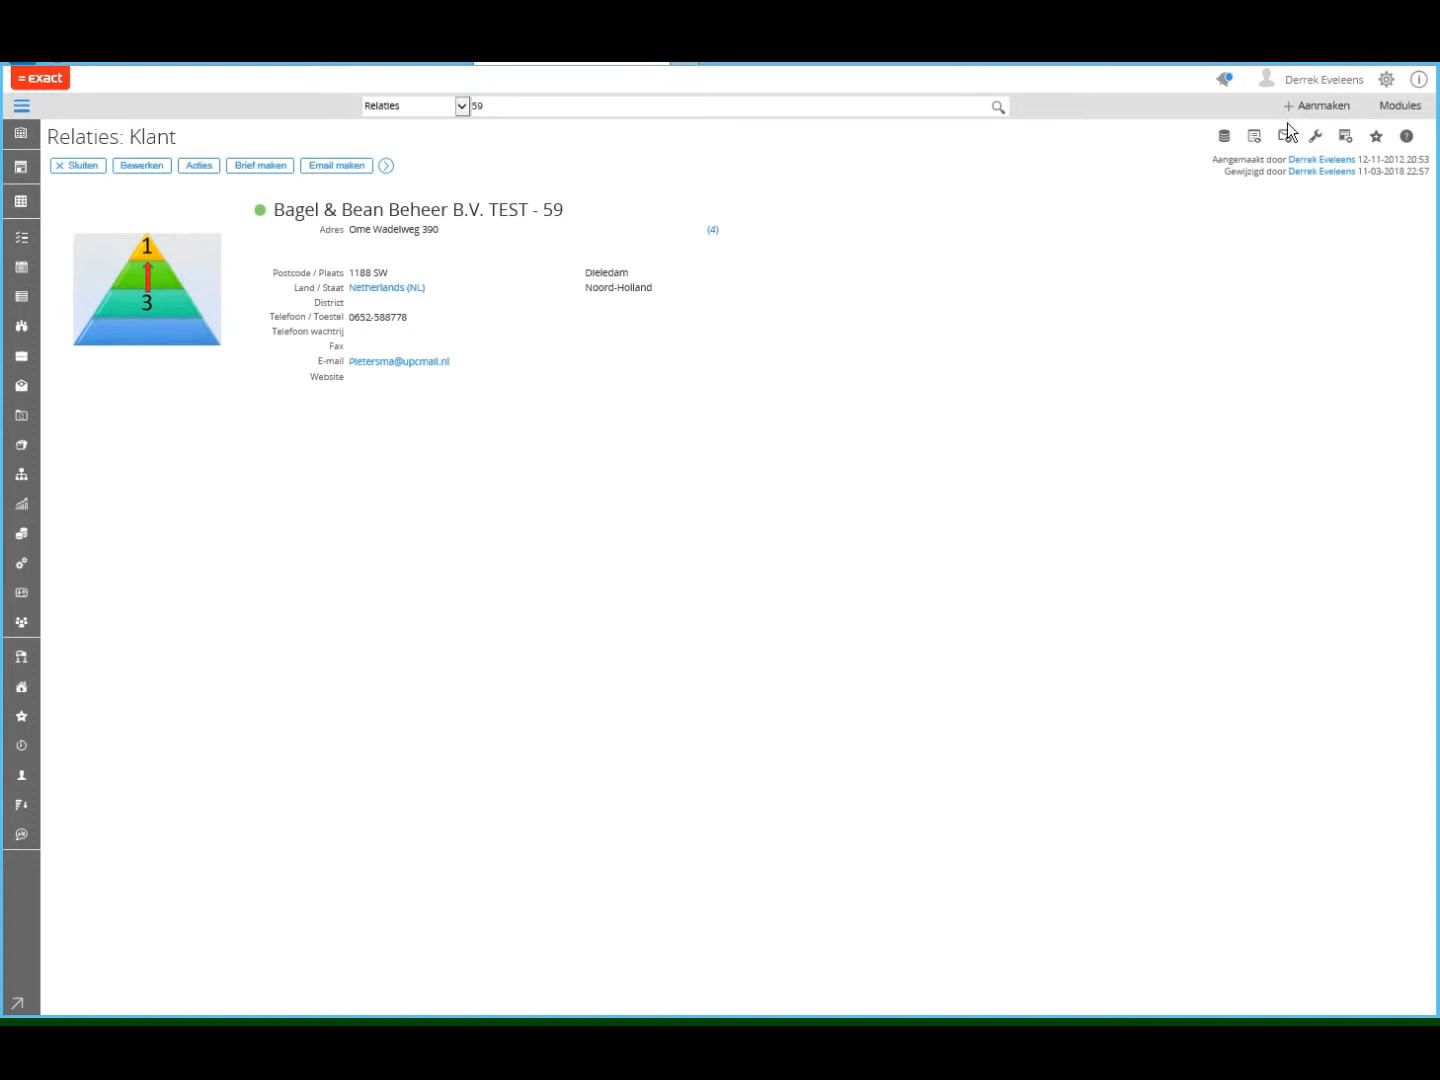 = exact
Derrek Eveleens
Relaties 59
Aanmaken Modules
Relaties: Klant
Sluiten Bewerken Acties Brief maken Email maken
Aangemaakt door Derrek Eveleens 12-11-2012 20:53
Gewijzigd door Derrek Eveleens 11-03-2018 22:57
Bagel & Bean Beheer B.V. TEST - 59
Adres Ome Wadelweg 390 (4)
1
3
Postcode / Plaats 1188 SW Dieledam
Land / Staat Netherlands (NL) Noord-Holland
District
Telefoon / Toestel 0652-588778
Telefoon wachtrij
Fax
E-mail Pietersma@upcmail.nl
Website